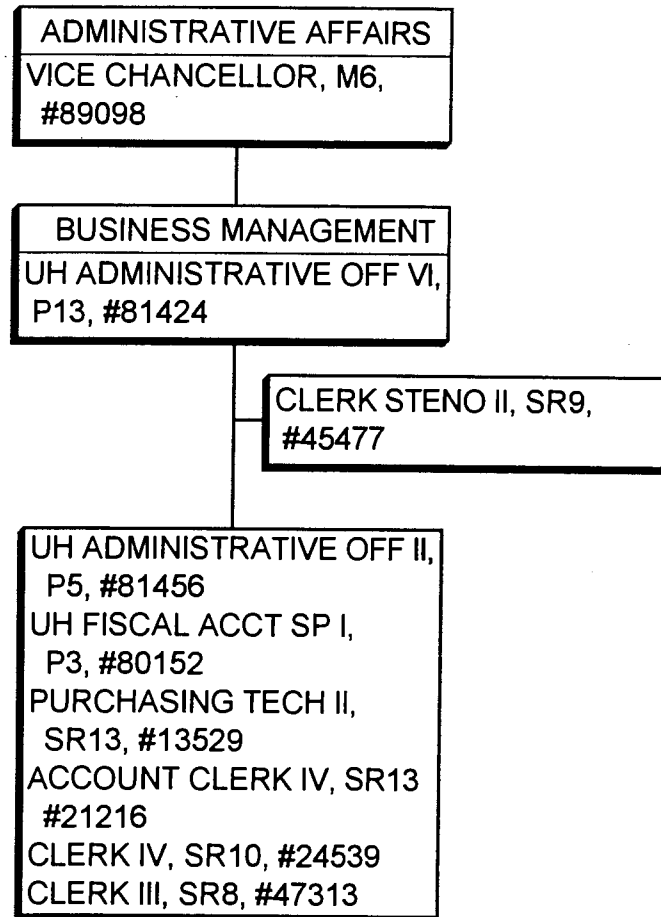 ADMINISTRATIVE AFFAIRS
VICE CHANCELLOR, M6,
#89098
BUSINESS MANAGEMENT
UH ADMINISTRATIVE OFF VI,
P13, #81424
CLERK STENO II, SR9,
#45477
UH ADMINISTRATIVE OFF II,
P5, #81456
UH FISCAL ACCT SP I,
P3, #80152
PURCHASING TECH II,
SR13, #13529
ACCOUNT CLERK IV, SR13
#21216
CLERK IV, SR10, #24539
CLERK III, SR8, #47313